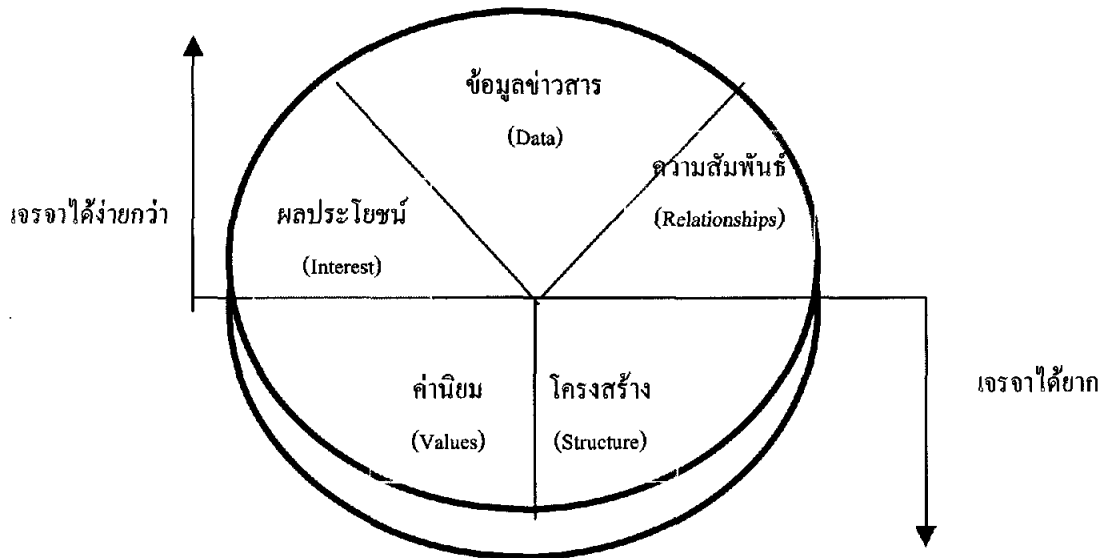 ข้อมูลข่าวสาร
(Data)
ความสัมพันธ์
(Relationships)
เจรจาได้ง่ายกว่า
ผลประโยชน์
(Interest)
ค่านิยม
(Values)
โครงสร้าง
(Structure)
เจรจาได้ยาก